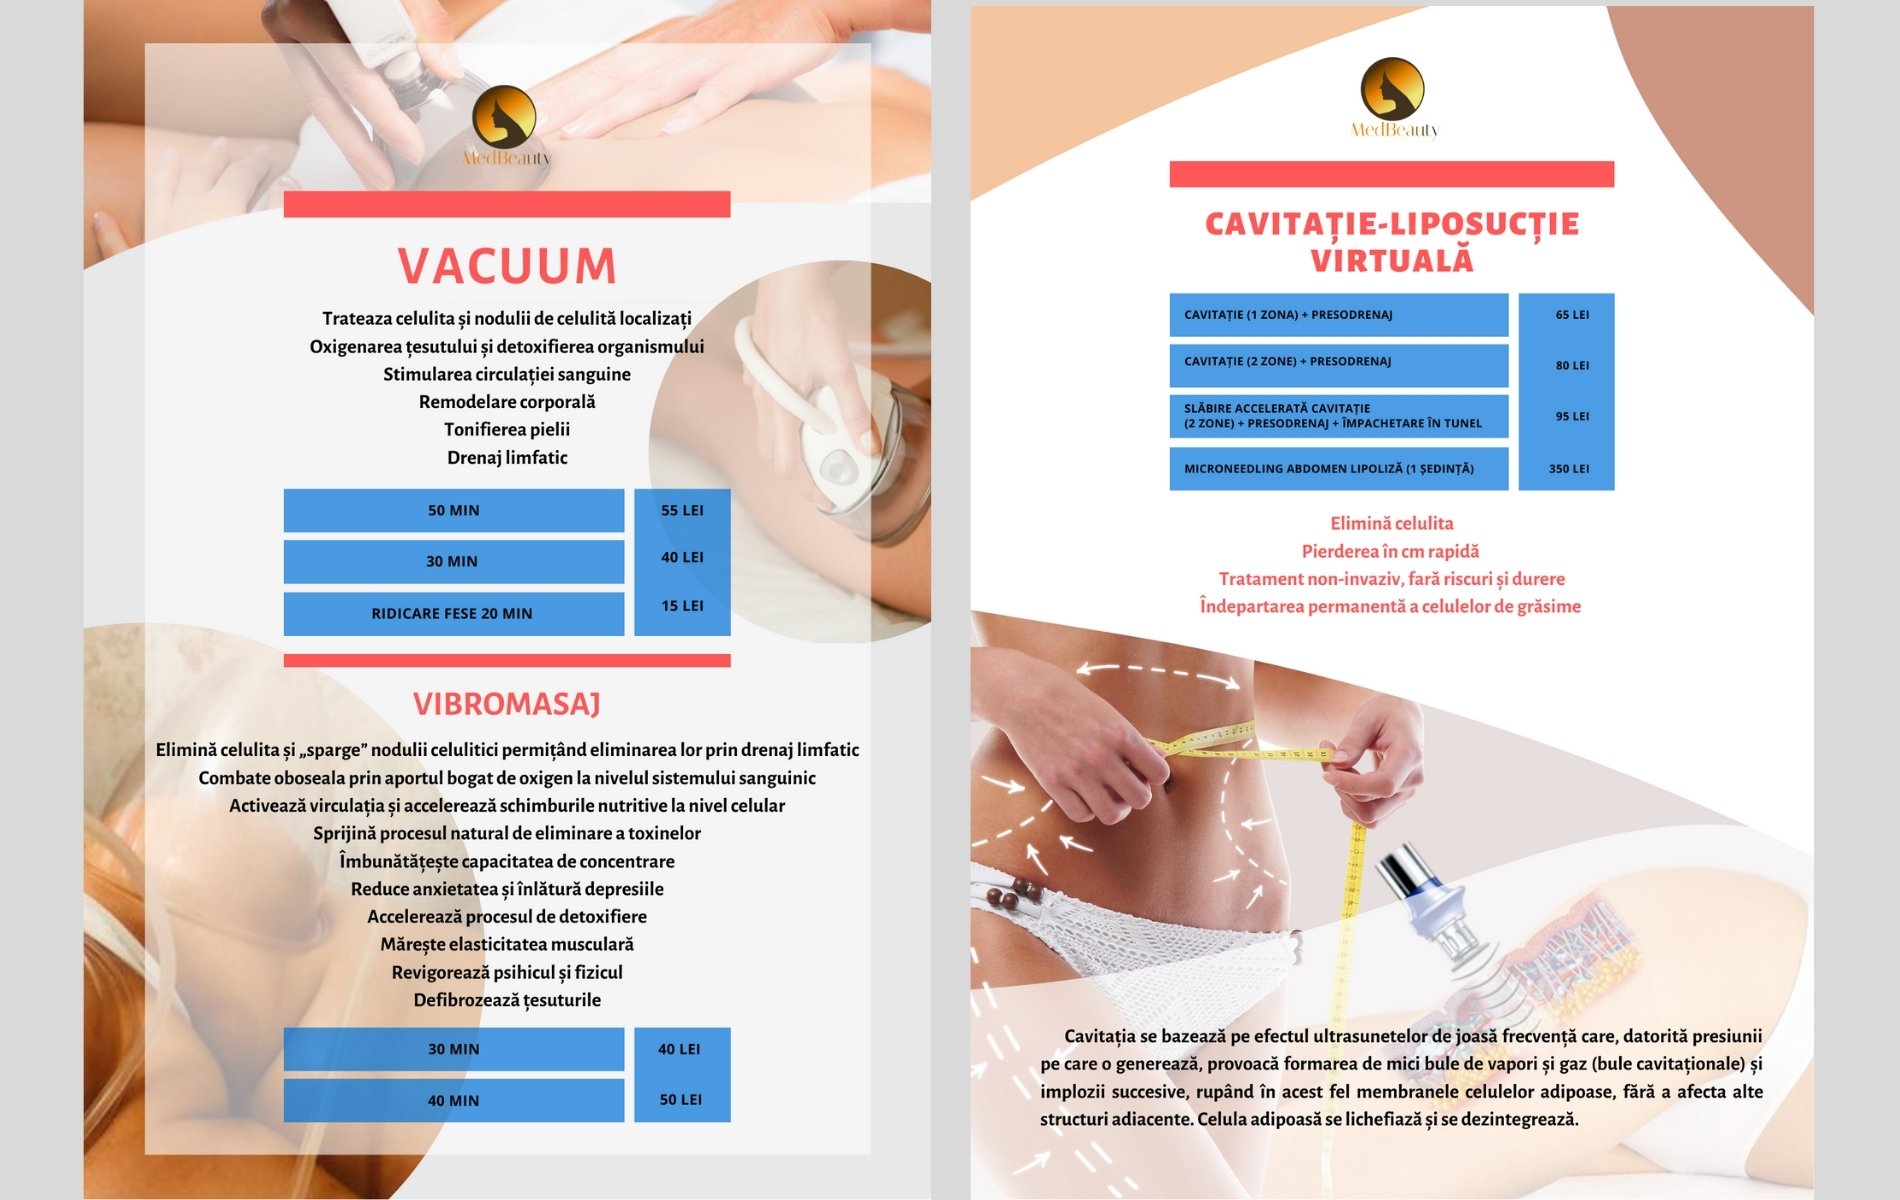 MedBeauty
VACUUM
Trateaza celulita și nodulii de celulită localizați
Oxigenarea țesutului și detoxifierea organismului
Stimularea circulației sanguine
Remodelare corporală
Tonifierea pielii
Drenaj limfatic
50 MIN 55 LEI
30 MIN 40 LEI
RIDICARE FESE 20 MIN 15 LEI
VIBROMASAJ
Elimină celulita și „sparge” nodulii celulitici permițând eliminarea lor prin drenaj limfatic
Combate oboseala prin aportul bogat de oxigen la nivelul sistemului sanguinic
Activează virculația și accelerează schimburile nutritive la nivel celular
Sprijină procesul natural de eliminare a toxinelor
Îmbunătățește capacitatea de concentrare
Reduce anxietatea și înlătură depresiile
Accelerează procesul de detoxifiere
Mărește elasticitatea musculară
Revigorează psihicul și fizicul
Defibrozează țesuturile
30 MIN 40 LEI
40 MIN 50 LEI
MedBeauty
CAVITAȚIE-LIPOSUCȚIE
VIRTUALĂ
CAVITAȚIE (1 ZONA) + PRESODRENAJ 65 LEI
CAVITAȚIE (2 ZONE) + PRESODRENAJ 80 LEI
SLĂBIRE ACCELERATĂ CAVITAȚIE
(2 ZONE) + PRESODRENAJ + ÎMPACHETARE ÎN TUNEL 95 LEI
MICRONEEDLING ABDOMEN LIPOLIZĂ (1 ȘEDINȚĂ) 350 LEI
Elimină celulita
Pierderea în cm rapidă
Tratament non-invaziv, fară riscuri și durere
Îndepartarea permanentă a celulelor de grăsime
Cavitația se bazează pe efectul ultrasunetelor de joasă frecvență care, datorită presiunii
pe care o generează, provoacă formarea de mici bule de vapori și gaz (bule cavitaționale) și
implozii succesive, rupând în acest fel membranele celulelor adipoase, fără a afecta alte
structuri adiacente. Celula adipoasă se lichefiază și se dezintegrează.